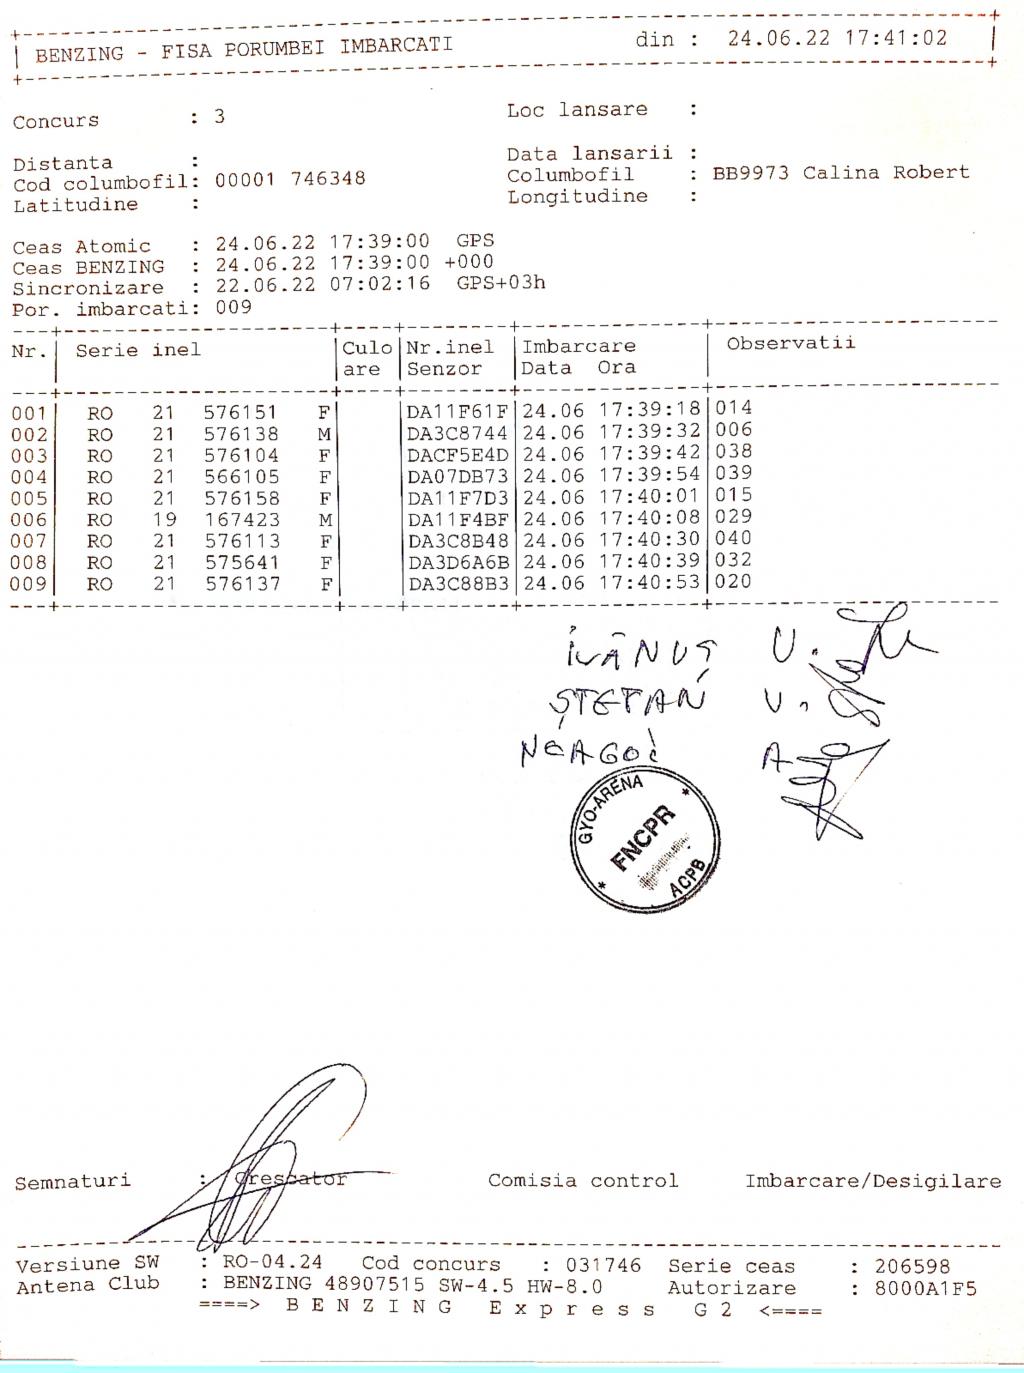 BENZING - FISA PORUMBEI IMBARCATI din : 24.06.22 17:41:02
Concurs : 3 Loc lansare :
Distanta : Data lansarii :
Cod columbofil: 00001 746348 Columbofil : BB9973 Calina Robert
Latitudine : Longitudine :
Ceas Atomic : 24.06.22 17:39:00 GPS
Ceas BENZING : 24.06.22 17:39:00 +000
Sincronizare : 22.06.22 07:02:16 GPS+03h
Por. imbarcati: 009
Nr. Serie inel Culo Nr.inel Imbarcare Observatii
are Senzor Data Ora
001 RO 21 576151 F DA11F61F 24.06 17:39:18 014
002 RO 21 576138 M DA3C8744 24.06 17:39:32 006
003 RO 21 576104 F DACF5E4D 24.06 17:39:42 038
004 RO 21 566105 F DA07DB73 24.06 17:39:54 039
005 RO 21 576158 F DA11F7D3 24.06 17:40:01 015
006 RO 19 167423 M DA11F4BF 24.06 17:40:08 029
007 RO 21 576113 F DA3C8B48 24.06 17:40:30 040
008 RO 21 575641 F DA3D6A6B 24.06 17:40:39 032
009 RO 21 576137 F DA3C88B3 24.06 17:40:53 020
IVĂNUȘ V.
ȘTEFAN V.
NEAGOE A
GYO-ARENA
FNCPR
ACPB
Semnaturi : Crescator Comisia control Imbarcare/Desigilare
Versiune SW : RO-04.24 Cod concurs : 031746 Serie ceas : 206598
Antena Club : BENZING 48907515 SW-4.5 HW-8.0 Autorizare : 8000A1F5
====> B E N Z I N G E x p r e s s G 2 <====